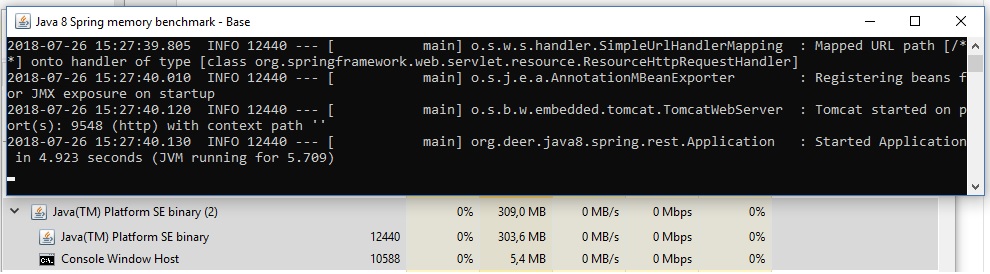 Java 8 Spring memory benchmark - Base
2018-07-26 15:27:39.805  INFO 12440 --- [           main] o.s.w.s.handler.SimpleUrlHandlerMapping  : Mapped URL path [/*
*] onto handler of type [class org.springframework.web.servlet.resource.ResourceHttpRequestHandler]
2018-07-26 15:27:40.010  INFO 12440 --- [           main] o.s.j.e.a.AnnotationMBeanExporter        : Registering beans f
or JMX exposure on startup
2018-07-26 15:27:40.120  INFO 12440 --- [           main] o.s.b.w.embedded.tomcat.TomcatWebServer  : Tomcat started on p
ort(s): 9548 (http) with context path ''
2018-07-26 15:27:40.130  INFO 12440 --- [           main] org.deer.java8.spring.rest.Application   : Started Application
 in 4.923 seconds (JVM running for 5.709)
Java(TM) Platform SE binary (2) 0% 309,0 MB 0 MB/s 0 Mbps 0%
Java(TM) Platform SE binary 12440 0% 303,6 MB 0 MB/s 0 Mbps 0%
Console Window Host 10588 0% 5,4 MB 0 MB/s 0 Mbps 0%